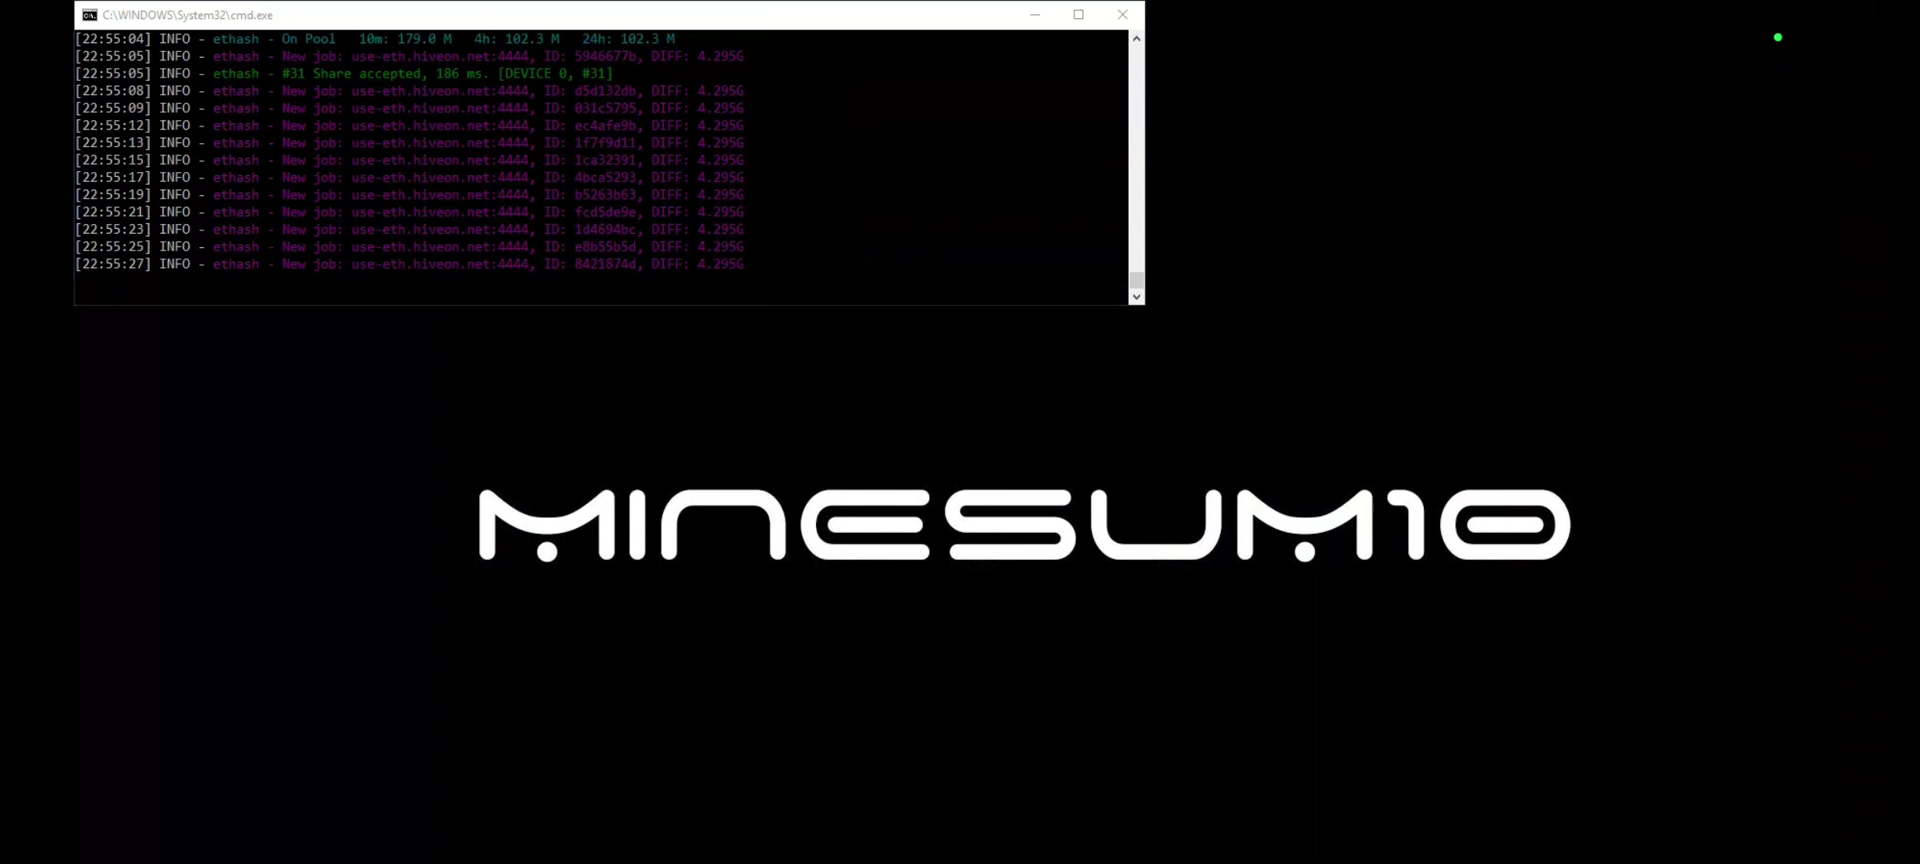 C:\WINDOWS\System32\cmd.exe
[22:55:04] INFO - ethash - On Pool   10m: 179.0 M   4h: 102.3 M   24h: 102.3 M
[22:55:05] INFO - ethash - New job: use-eth.hiveon.net:4444, ID: 5946677b, DIFF: 4.295G
[22:55:05] INFO - ethash - #31 Share accepted, 186 ms. [DEVICE 0, #31]
[22:55:08] INFO - ethash - New job: use-eth.hiveon.net:4444, ID: d5d132db, DIFF: 4.295G
[22:55:09] INFO - ethash - New job: use-eth.hiveon.net:4444, ID: 031c5795, DIFF: 4.295G
[22:55:12] INFO - ethash - New job: use-eth.hiveon.net:4444, ID: ec4afe9b, DIFF: 4.295G
[22:55:13] INFO - ethash - New job: use-eth.hiveon.net:4444, ID: 1f7f9d11, DIFF: 4.295G
[22:55:15] INFO - ethash - New job: use-eth.hiveon.net:4444, ID: 1ca32391, DIFF: 4.295G
[22:55:17] INFO - ethash - New job: use-eth.hiveon.net:4444, ID: 4bca5293, DIFF: 4.295G
[22:55:19] INFO - ethash - New job: use-eth.hiveon.net:4444, ID: b5263b63, DIFF: 4.295G
[22:55:21] INFO - ethash - New job: use-eth.hiveon.net:4444, ID: fcd5de9e, DIFF: 4.295G
[22:55:23] INFO - ethash - New job: use-eth.hiveon.net:4444, ID: 1d4694bc, DIFF: 4.295G
[22:55:25] INFO - ethash - New job: use-eth.hiveon.net:4444, ID: e8b55b5d, DIFF: 4.295G
[22:55:27] INFO - ethash - New job: use-eth.hiveon.net:4444, ID: 8421874d, DIFF: 4.295G
MINESUM10